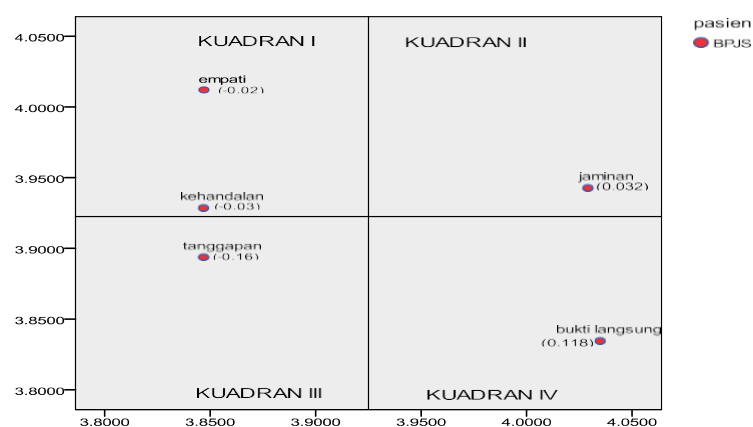 pasien
BPJS
KUADRAN I
KUADRAN II
empati
(-0.02)
jaminan
(0.032)
kehandalan
(-0.03)
tanggapan
(-0.16)
bukti langsung
(0.118)
KUADRAN III
KUADRAN IV
4.0500
4.0000
3.9500
3.9000
3.8500
3.8000
3.8000 3.8500 3.9000 3.9500 4.0000 4.0500